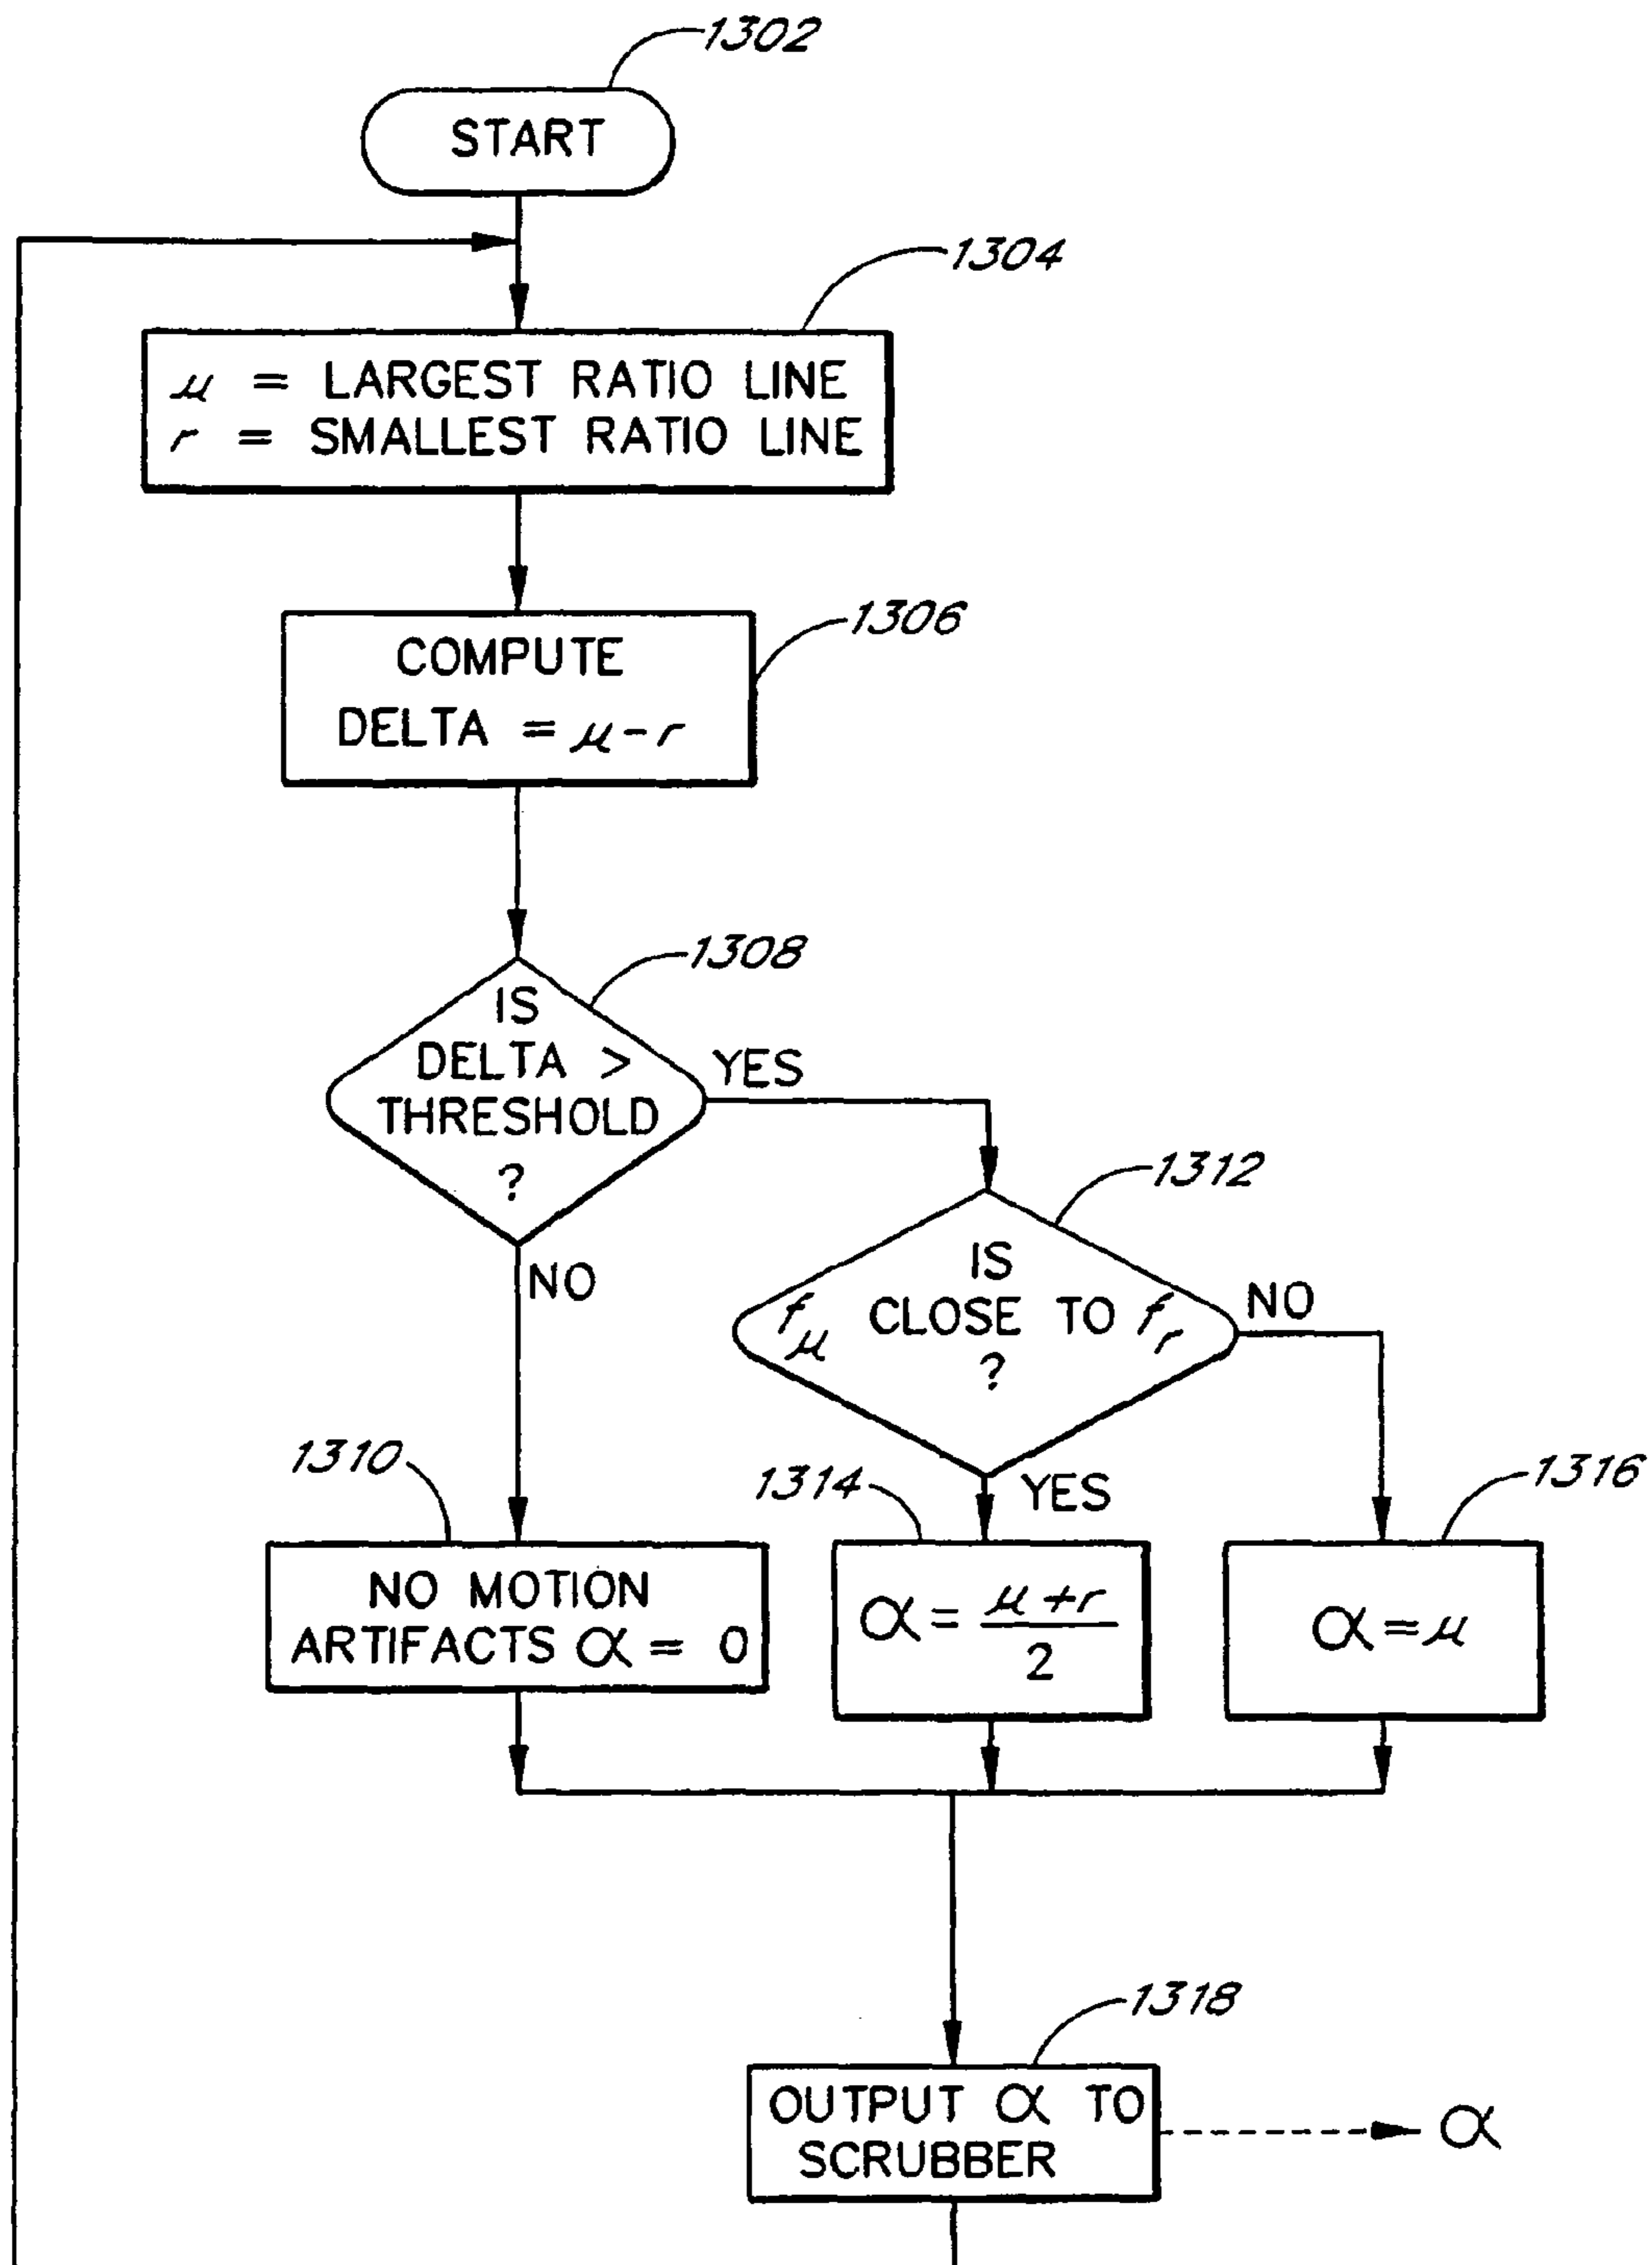 1302
START
1304
μ = LARGEST RATIO LINE
r = SMALLEST RATIO LINE
1306
COMPUTE
DELTA = μ-r
1308
IS
DELTA >
THRESHOLD
?
YES
NO
1312
IS
fμ CLOSE TO fr
?
NO
YES
1310
NO MOTION
ARTIFACTS α = 0
1314
α = μ+r
2
1316
α=μ
1318
OUTPUT α TO
SCRUBBER
α